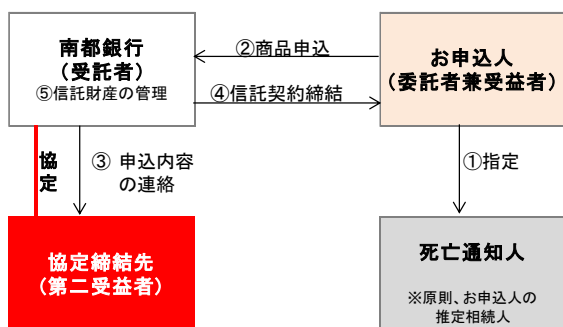 南都銀行
(受託者)
⑤信託財産の管理
②商品申込
④信託契約締結
お申込人
(委託者兼受益者)
協定
③ 申込内容
の連絡
①指定
協定締結先
(第二受益者)
死亡通知人
※原則、お申込人の
推定相続人